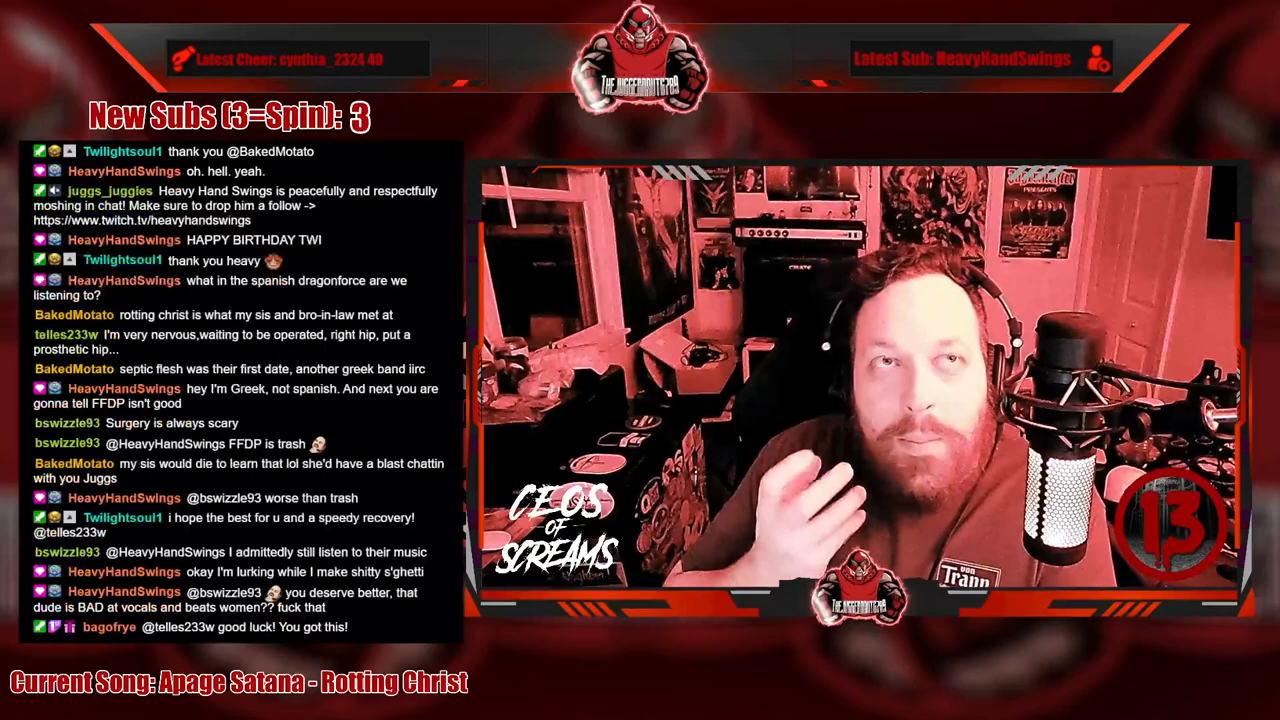 Latest Cheer: cynthia_2324 40
THEJUGGERNAUT6789
Latest Sub: HeavyHandSwings
New Subs (3=Spin): 3
Twilightsoul1 thank you @BakedMotato
HeavyHandSwings oh. hell. yeah.
juggs_juggies Heavy Hand Swings is peacefully and respectfully
moshing in chat! Make sure to drop him a follow ->
https://www.twitch.tv/heavyhandswings
HeavyHandSwings HAPPY BIRTHDAY TWI
Twilightsoul1 thank you heavy
HeavyHandSwings what in the spanish dragonforce are we
listening to?
BakedMotato rotting christ is what my sis and bro-in-law met at
telles233w I'm very nervous,waiting to be operated, right hip, put a
prosthetic hip...
BakedMotato septic flesh was their first date, another greek band iirc
HeavyHandSwings hey I'm Greek, not spanish. And next you are
gonna tell FFDP isn't good
bswizzle93 Surgery is always scary
bswizzle93 @HeavyHandSwings FFDP is trash
BakedMotato my sis would die to learn that lol she'd have a blast chattin
with you Juggs
HeavyHandSwings @bswizzle93 worse than trash
Twilightsoul1 i hope the best for u and a speedy recovery!
@telles233w
bswizzle93 @HeavyHandSwings I admittedly still listen to their music
HeavyHandSwings okay I'm lurking while I make shitty s'ghetti
HeavyHandSwings @bswizzle93 you deserve better, that
dude is BAD at vocals and beats women?? fuck that
bagofrye @telles233w good luck! You got this!
PRESENTS
CRATE
CEOS
OF
SCREAMS
13
VON
Trann
Current Song: Apage Satana - Rotting Christ